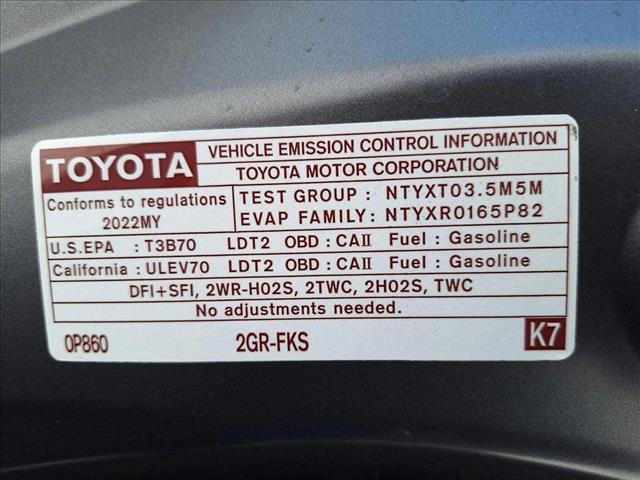 TOYOTA
VEHICLE EMISSION CONTROL INFORMATION
TOYOTA MOTOR CORPORATION
Conforms to regulations
2022MY
TEST GROUP : NTYXT03.5M5M
EVAP FAMILY: NTYXR0165P82
U.S.EPA : T3B70 LDT2 OBD : CAII Fuel : Gasoline
California : ULEV70 LDT2 OBD : CAII Fuel : Gasoline
DFI+SFI, 2WR-HO2S, 2TWC, 2HO2S, TWC
No adjustments needed.
0P860 2GR-FKS K7